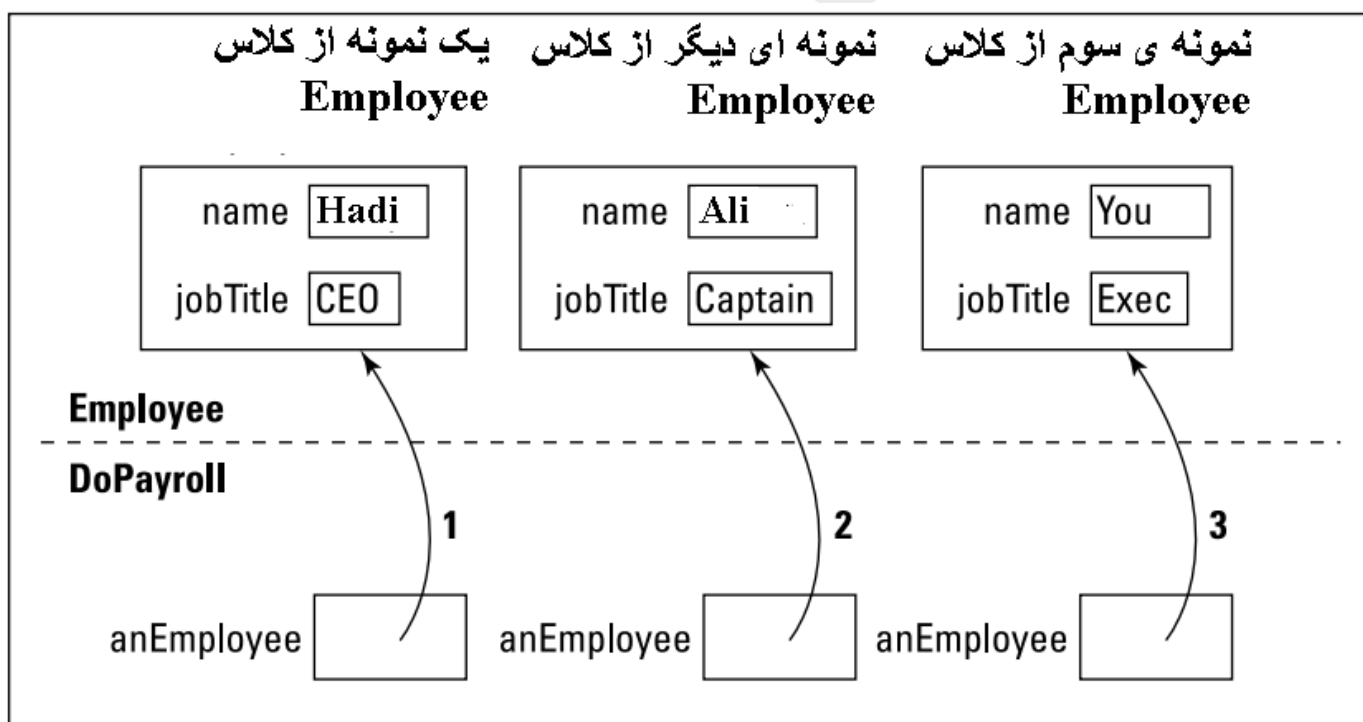 یک نمونه از کلاس
Employee
نمونه ای دیگر از کلاس
Employee
نمونه ی سوم از کلاس
Employee
name Hadi
jobTitle CEO
name Ali
jobTitle Captain
name You
jobTitle Exec
Employee
DoPayroll
1
2
3
anEmployee
anEmployee
anEmployee